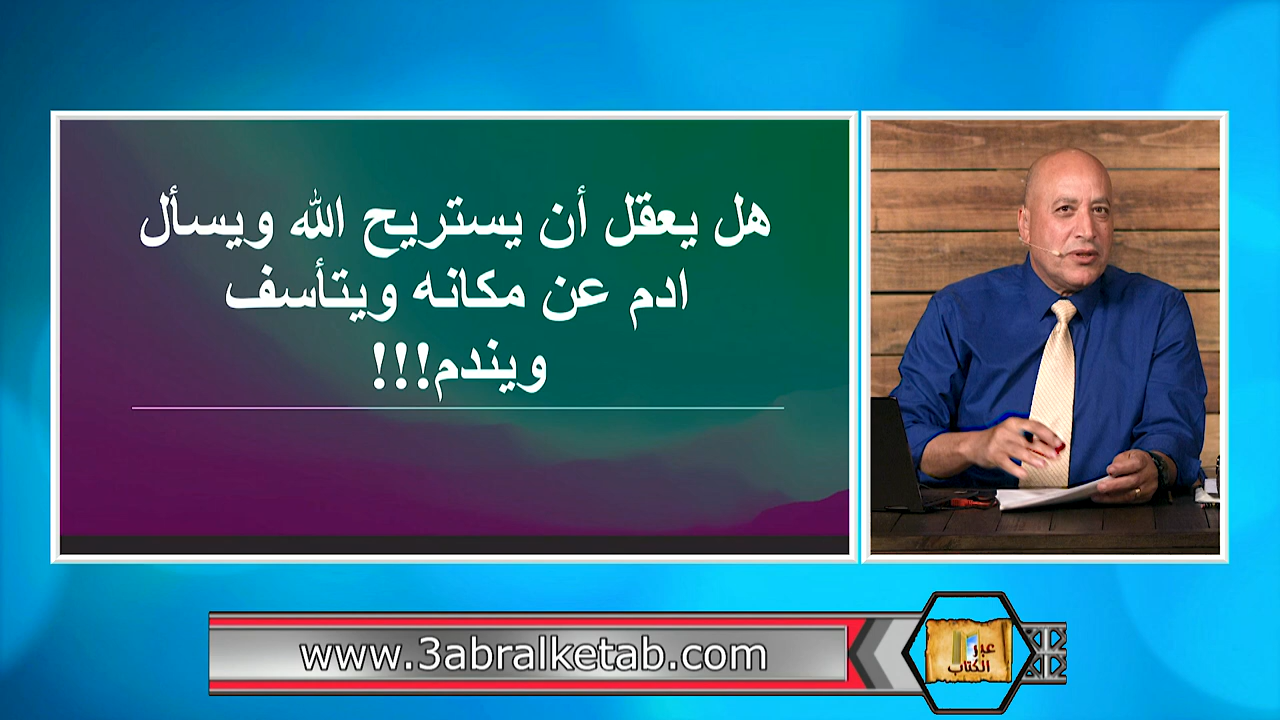 هل يعقل أن يستريح الله ويسأل
ادم عن مكانه ويتأسف
ويندم!!!
www.3abralketab.com
عبر
الكتاب